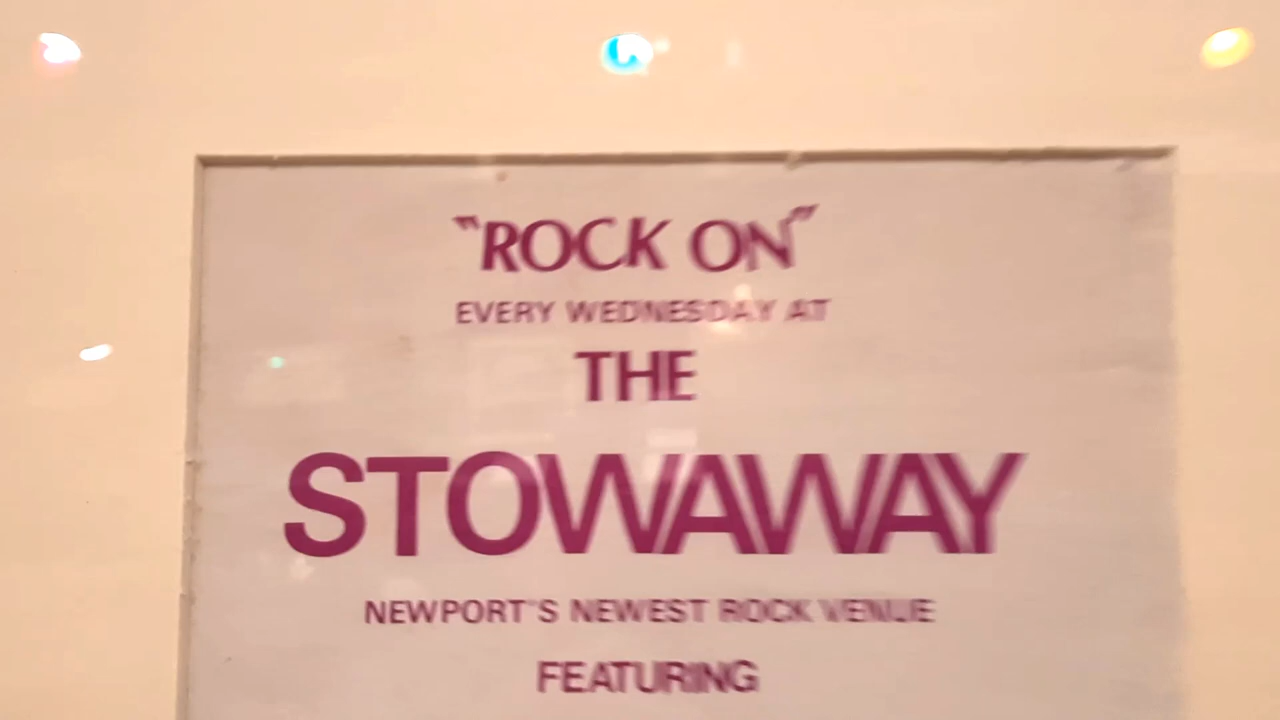 "ROCK ON"
EVERY WEDNESDAY AT
THE
STOWAWAY
NEWPORT'S NEWEST ROCK VENUE
FEATURING